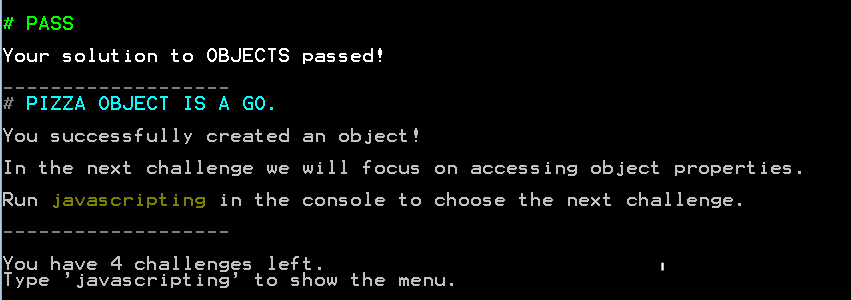 # PASS
Your solution to OBJECTS passed!
-------------------
# PIZZA OBJECT IS A GO.
You successfully created an object!
In the next challenge we will focus on accessing object properties.
Run javascripting in the console to choose the next challenge.
-------------------
You have 4 challenges left.
Type 'javascripting' to show the menu.